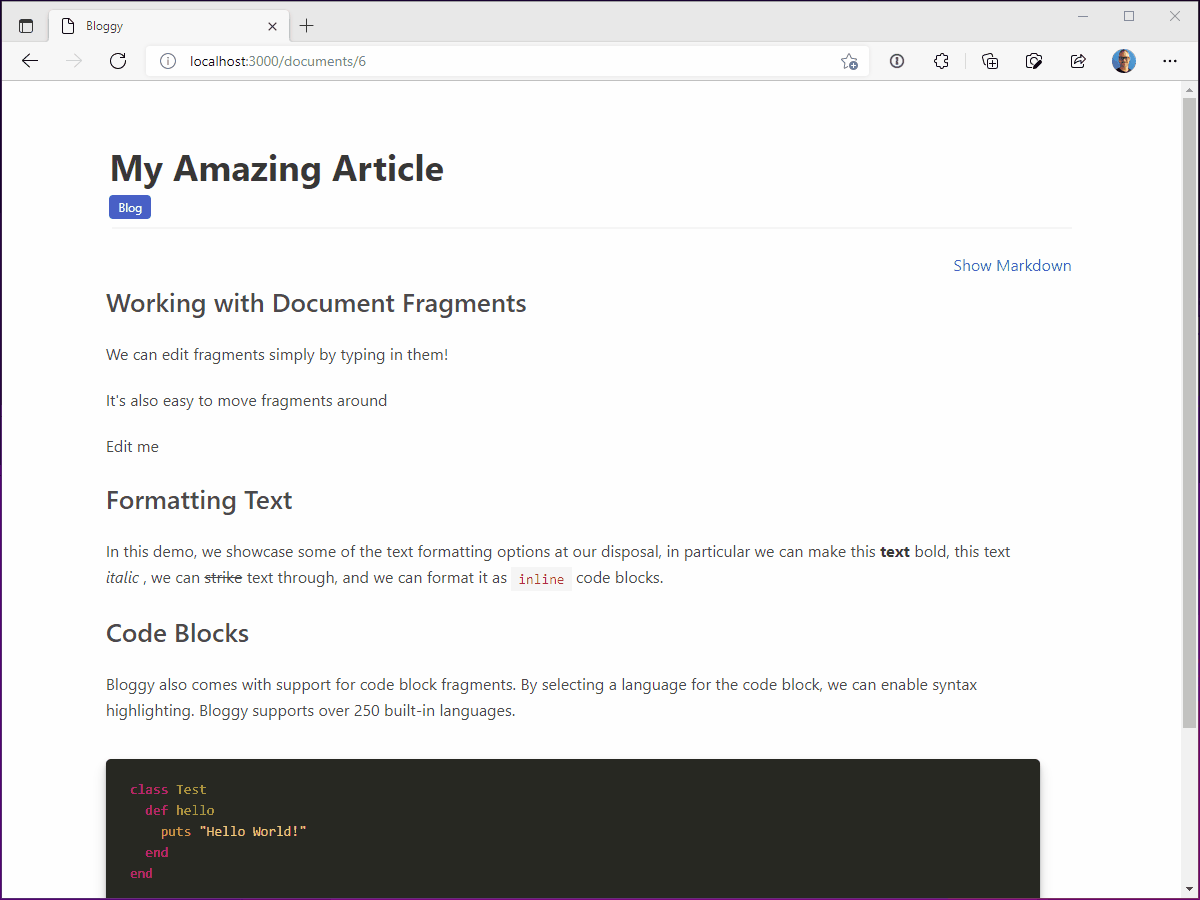 Bloggy
localhost:3000/documents/6
My Amazing Article
Blog
Show Markdown
Working with Document Fragments
We can edit fragments simply by typing in them!
It's also easy to move fragments around
Edit me
Formatting Text
In this demo, we showcase some of the text formatting options at our disposal, in particular we can make this text bold, this text
italic , we can strike text through, and we can format it as inline code blocks.
Code Blocks
Bloggy also comes with support for code block fragments. By selecting a language for the code block, we can enable syntax
highlighting. Bloggy supports over 250 built-in languages.
class Test
  def hello
    puts "Hello World!"
  end
end